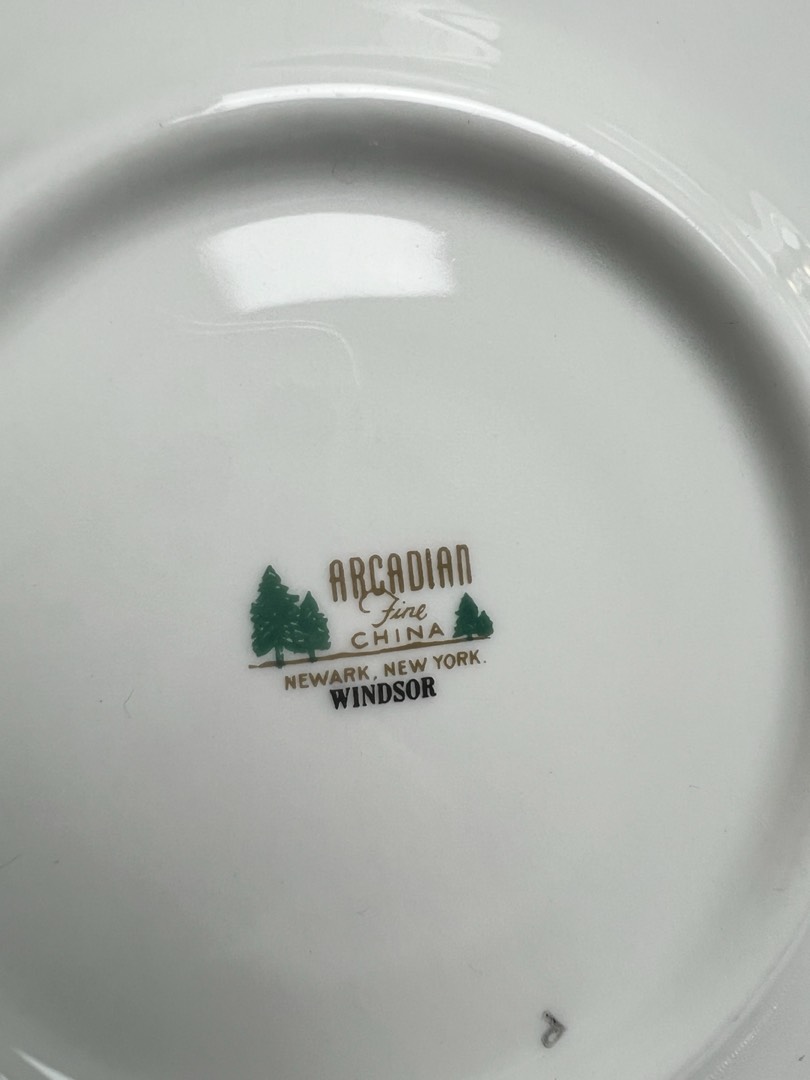 ARCADIAN
Fine
CHINA
NEWARK, NEW YORK.
WINDSOR